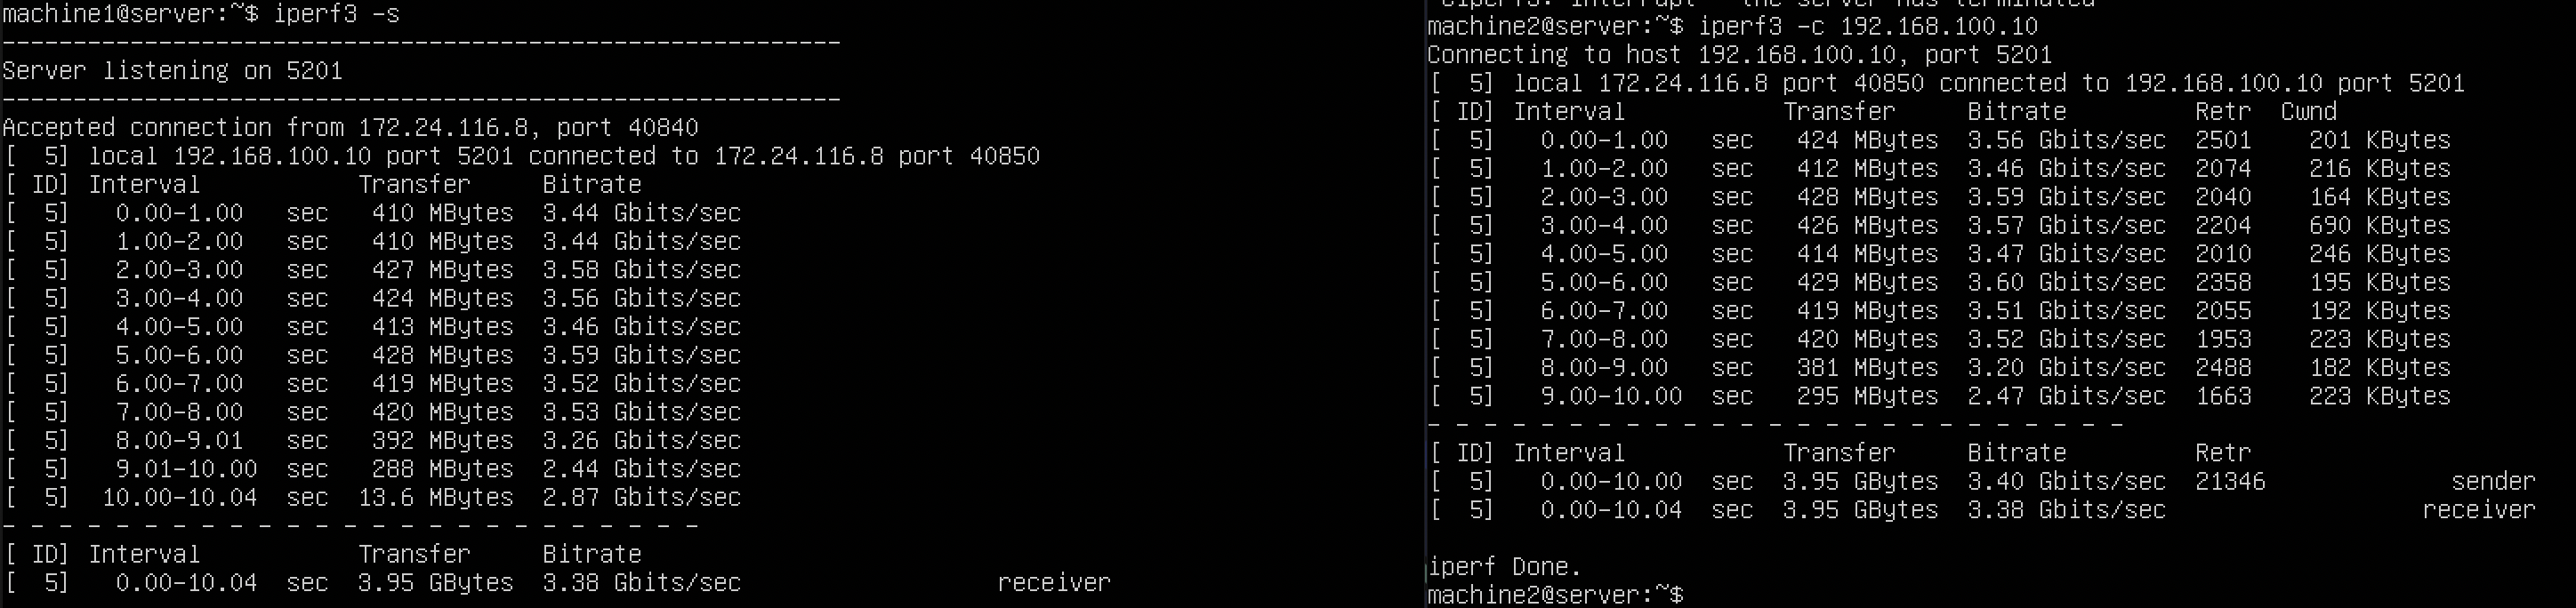 machine1@server:~$ iperf3 -s
-----------------------------------------------------------
Server listening on 5201
-----------------------------------------------------------
Accepted connection from 172.24.116.8, port 40840
[  5] local 192.168.100.10 port 5201 connected to 172.24.116.8 port 40850
[ ID] Interval           Transfer     Bitrate
[  5]   0.00-1.00   sec   410 MBytes  3.44 Gbits/sec
[  5]   1.00-2.00   sec   410 MBytes  3.44 Gbits/sec
[  5]   2.00-3.00   sec   427 MBytes  3.58 Gbits/sec
[  5]   3.00-4.00   sec   424 MBytes  3.56 Gbits/sec
[  5]   4.00-5.00   sec   413 MBytes  3.46 Gbits/sec
[  5]   5.00-6.00   sec   428 MBytes  3.59 Gbits/sec
[  5]   6.00-7.00   sec   419 MBytes  3.52 Gbits/sec
[  5]   7.00-8.00   sec   420 MBytes  3.53 Gbits/sec
[  5]   8.00-9.01   sec   392 MBytes  3.26 Gbits/sec
[  5]   9.01-10.00  sec   288 MBytes  2.44 Gbits/sec
[  5]  10.00-10.04  sec  13.6 MBytes  2.87 Gbits/sec
- - - - - - - - - - - - - - - - - - - - - - - - -
[ ID] Interval           Transfer     Bitrate
[  5]   0.00-10.04  sec  3.95 GBytes  3.38 Gbits/sec                  receiver
iperf3: interrupt - the server has terminated
machine2@server:~$ iperf3 -c 192.168.100.10
Connecting to host 192.168.100.10, port 5201
[  5] local 172.24.116.8 port 40850 connected to 192.168.100.10 port 5201
[ ID] Interval           Transfer     Bitrate         Retr  Cwnd
[  5]   0.00-1.00   sec   424 MBytes  3.56 Gbits/sec  2501    201 KBytes
[  5]   1.00-2.00   sec   412 MBytes  3.46 Gbits/sec  2074    216 KBytes
[  5]   2.00-3.00   sec   428 MBytes  3.59 Gbits/sec  2040    164 KBytes
[  5]   3.00-4.00   sec   426 MBytes  3.57 Gbits/sec  2204    690 KBytes
[  5]   4.00-5.00   sec   414 MBytes  3.47 Gbits/sec  2010    246 KBytes
[  5]   5.00-6.00   sec   429 MBytes  3.60 Gbits/sec  2358    195 KBytes
[  5]   6.00-7.00   sec   419 MBytes  3.51 Gbits/sec  2055    192 KBytes
[  5]   7.00-8.00   sec   420 MBytes  3.52 Gbits/sec  1953    223 KBytes
[  5]   8.00-9.00   sec   381 MBytes  3.20 Gbits/sec  2488    182 KBytes
[  5]   9.00-10.00  sec   295 MBytes  2.47 Gbits/sec  1663    223 KBytes
- - - - - - - - - - - - - - - - - - - - - - - - -
[ ID] Interval           Transfer     Bitrate         Retr
[  5]   0.00-10.00  sec  3.95 GBytes  3.40 Gbits/sec  21346                sender
[  5]   0.00-10.04  sec  3.95 GBytes  3.38 Gbits/sec                     receiver
iperf Done.
machine2@server:~$